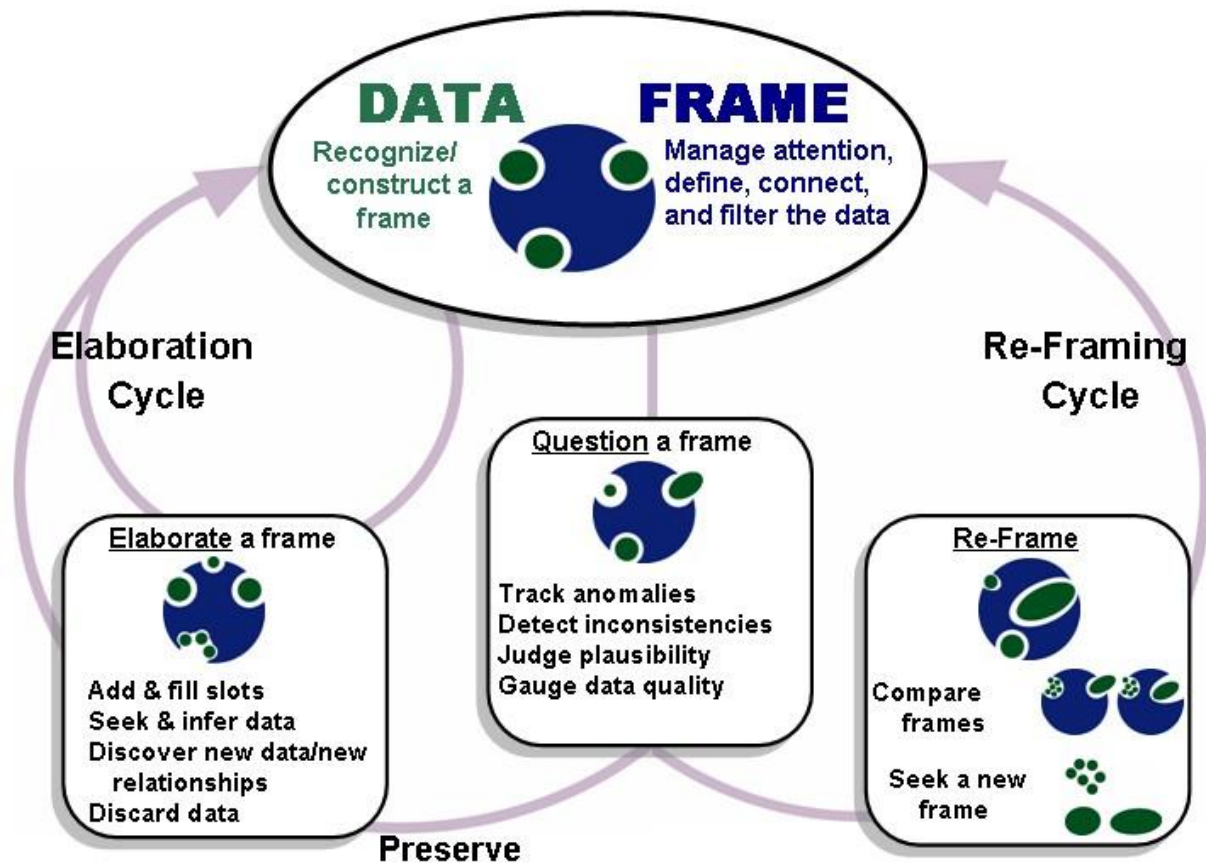 DATA
FRAME
Recognize/
construct a
frame
Manage attention,
define, connect,
and filter the data
Elaboration
Cycle
Re-Framing
Cycle
Question a frame
Track anomalies
Detect inconsistencies
Judge plausibility
Gauge data quality
Elaborate a frame
Add & fill slots
Seek & infer data
Discover new data/new
relationships
Discard data
Re-Frame
Compare
frames
Seek a new
frame
Preserve